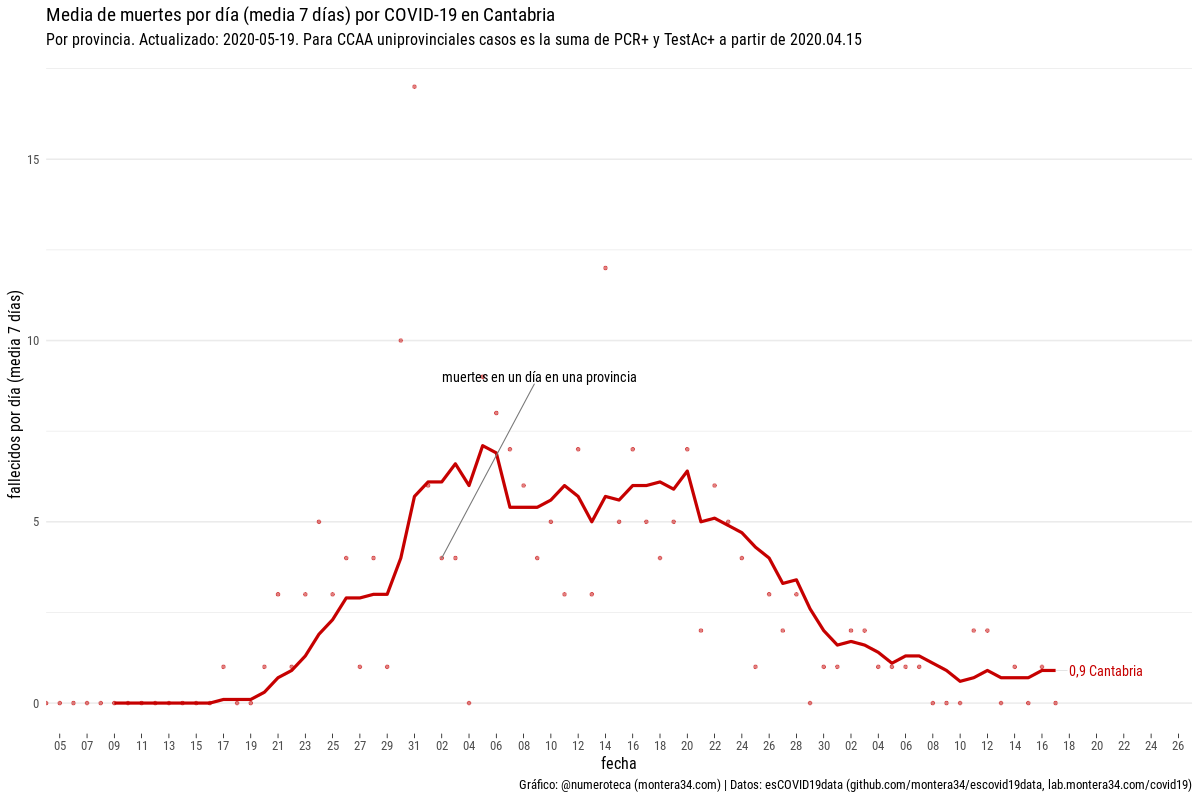 Media de muertes por día (media 7 días) por COVID-19 en Cantabria
Por provincia. Actualizado: 2020-05-19. Para CCAA uniprovinciales casos es la suma de PCR+ y TestAc+ a partir de 2020.04.15
fallecidos por día (media 7 días)
15
10
5
0
muertes en un día en una provincia
0,9 Cantabria
05 07 09 11 13 15 17 19 21 23 25 27 29 31 02 04 06 08 10 12 14 16 18 20 22 24 26 28 30 02 04 06 08 10 12 14 16 18 20 22 24 26
fecha
Gráfico: @numeroteca (montera34.com) | Datos: esCOVID19data (github.com/montera34/escovid19data, lab.montera34.com/covid19)